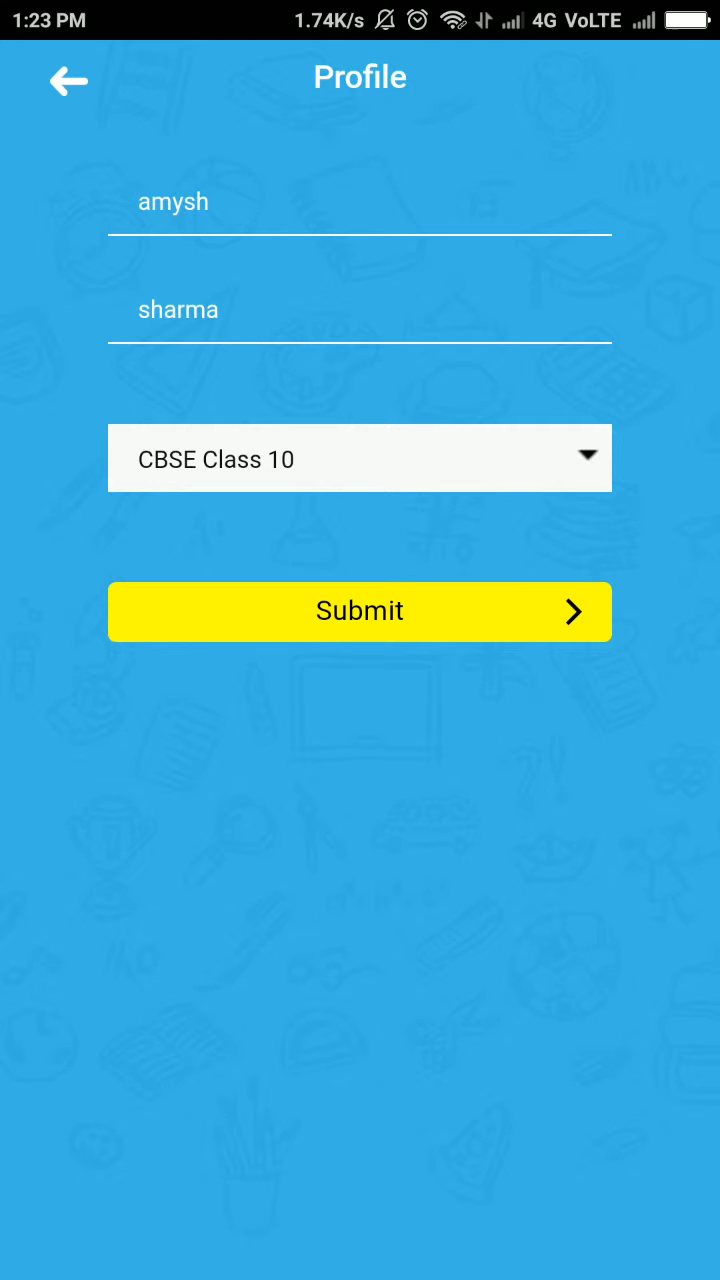 1:23 PM 1.74K/s 4G VoLTE
Profile
amysh
sharma
CBSE Class 10
Submit